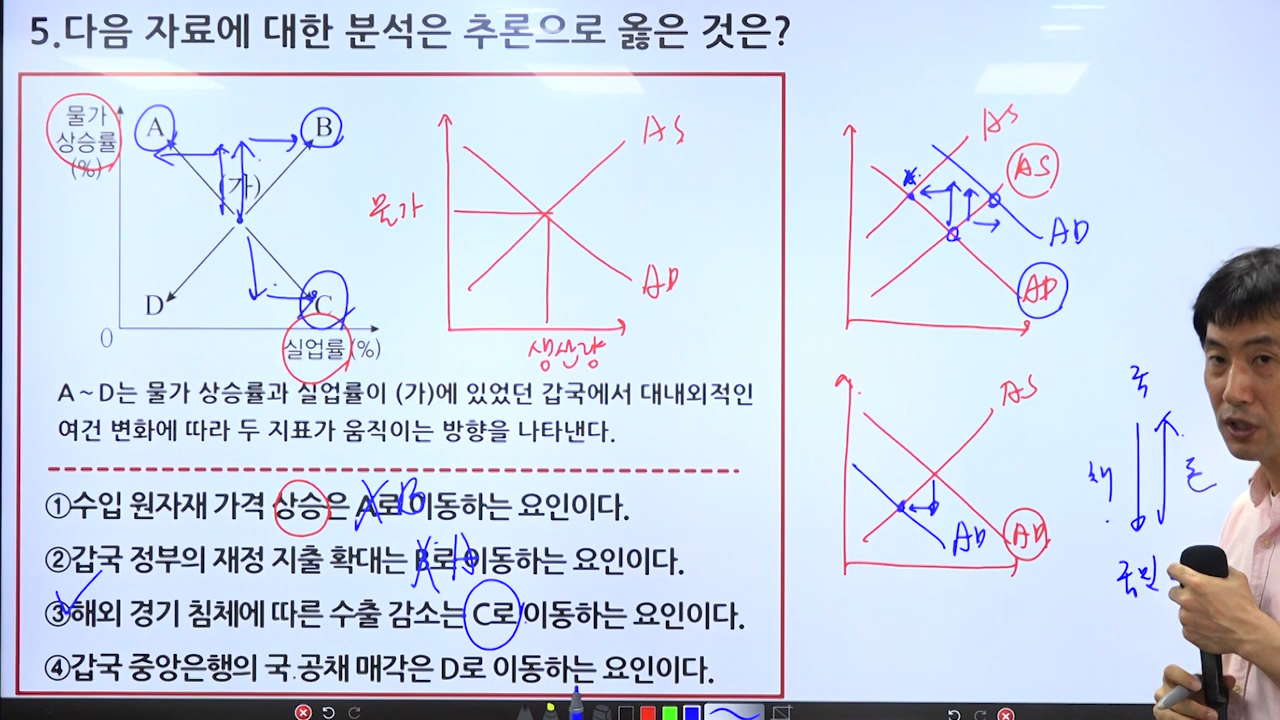 5.다음 자료에 대한 분석은 추론으로 옳은 것은?
물가
상승률
(%)
A
B
(가)
D
C
0
실업률(%)
물가
AS
AD
생산량
AS
AS
AD
AD
AS
AD
AD
국
채
돈
국민
A~D는 물가 상승률과 실업률이 (가)에 있었던 갑국에서 대내외적인
여건 변화에 따라 두 지표가 움직이는 방향을 나타낸다.
①수입 원자재 가격 상승은 A로 B 이동하는 요인이다.
②갑국 정부의 재정 지출 확대는 B로 A 이동하는 요인이다.
③해외 경기 침체에 따른 수출 감소는 C로 이동하는 요인이다.
④갑국 중앙은행의 국.공채 매각은 D로 이동하는 요인이다.